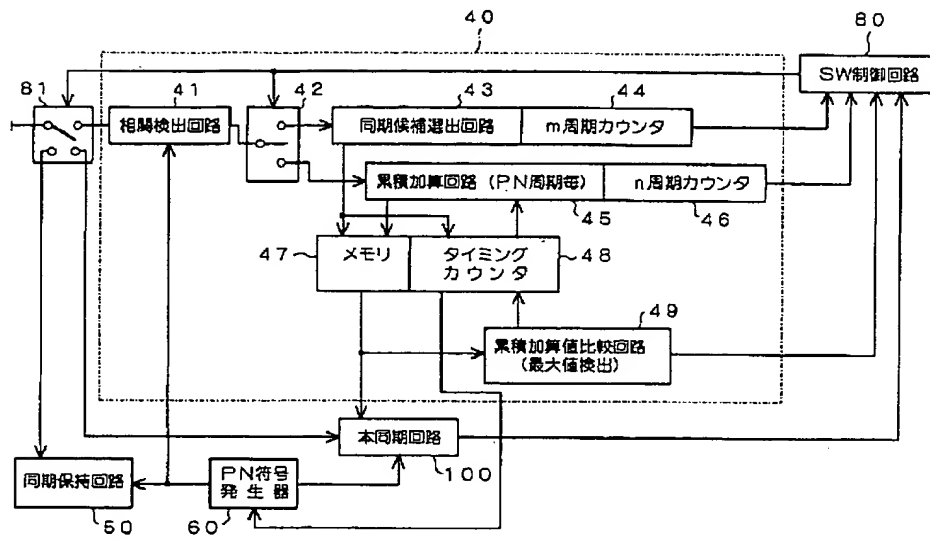 40
80
SW制御回路
81
41
42
43
44
相関検出回路
同期候補選出回路
m周期カウンタ
累積加算回路（PN周期毎）
n周期カウンタ
45
46
47
メモリ
タイミング
カウンタ
48
49
累積加算値比較回路
（最大値検出）
本同期回路
100
同期保持回路
50
PN符号
発生器
60